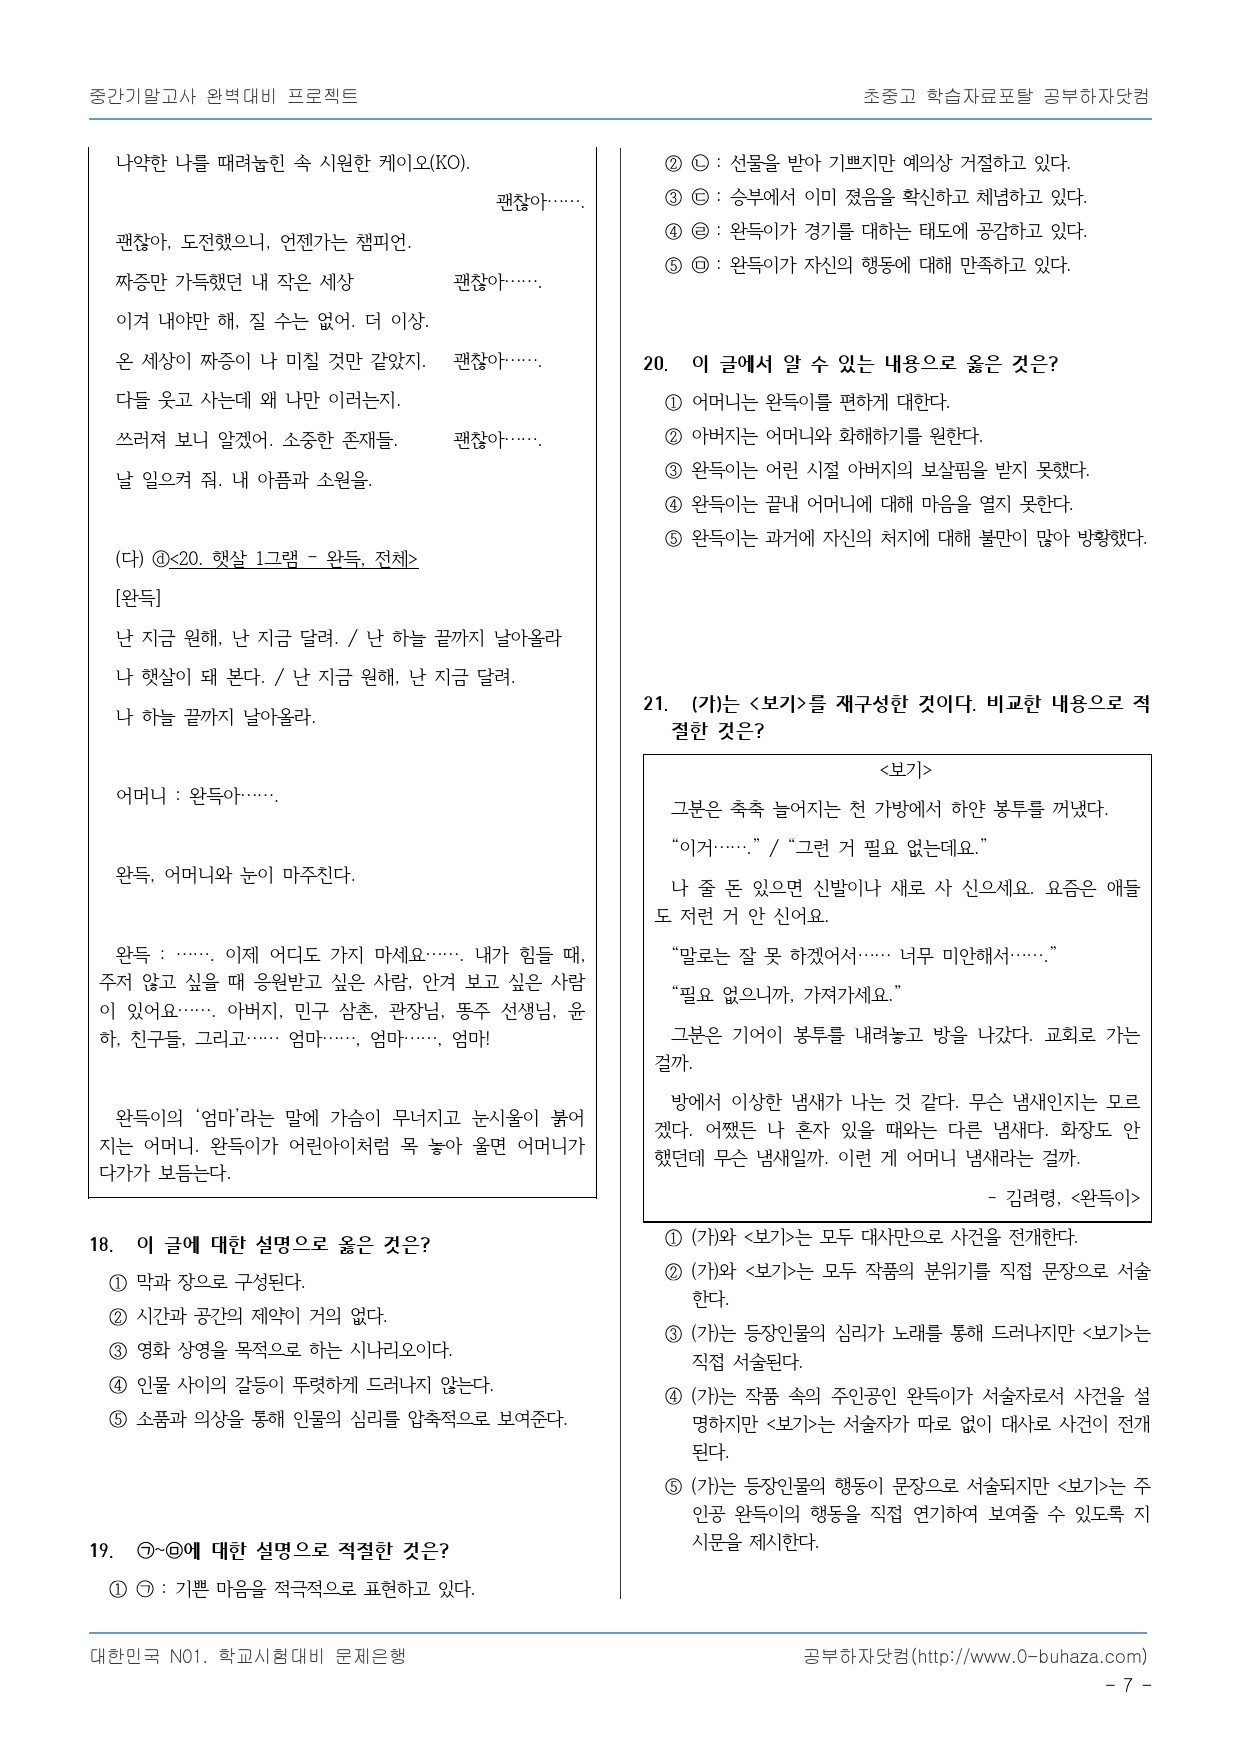 중간기말고사 완벽대비 프로젝트
초중고 학습자료포탈 공부하자닷컴
나약한 나를 때려눕힌 속 시원한 케이오(KO).
괜찮아…….
괜찮아, 도전했으니, 언젠가는 챔피언.
짜증만 가득했던 내 작은 세상 괜찮아…….
이겨 내야만 해, 질 수는 없어. 더 이상.
온 세상이 짜증이 나 미칠 것만 같았지. 괜찮아…….
다들 웃고 사는데 왜 나만 이러는지.
쓰러져 보니 알겠어. 소중한 존재들. 괜찮아…….
날 일으켜 줘. 내 아픔과 소원을.
(다) ⓓ<20. 햇살 1그램 - 완득, 전체>
[완득]
난 지금 원해, 난 지금 달려. / 난 하늘 끝까지 날아올라
나 햇살이 돼 본다. / 난 지금 원해, 난 지금 달려.
나 하늘 끝까지 날아올라.
어머니 : 완득아…….
완득, 어머니와 눈이 마주친다.
완득 : ……. 이제 어디도 가지 마세요……. 내가 힘들 때,
주저 않고 싶을 때 응원받고 싶은 사람, 안겨 보고 싶은 사람
이 있어요……. 아버지, 민구 삼촌, 관장님, 똥주 선생님, 윤
하, 친구들, 그리고…… 엄마……, 엄마……, 엄마!
완득이의 ‘엄마’라는 말에 가슴이 무너지고 눈시울이 붉어
지는 어머니. 완득이가 어린아이처럼 목 놓아 울면 어머니가
다가가 보듬는다.
18. 이 글에 대한 설명으로 옳은 것은?
① 막과 장으로 구성된다.
② 시간과 공간의 제약이 거의 없다.
③ 영화 상영을 목적으로 하는 시나리오이다.
④ 인물 사이의 갈등이 뚜렷하게 드러나지 않는다.
⑤ 소품과 의상을 통해 인물의 심리를 압축적으로 보여준다.
19. ㉠~㉤에 대한 설명으로 적절한 것은?
① ㉠ : 기쁜 마음을 적극적으로 표현하고 있다.
② ㉡ : 선물을 받아 기쁘지만 예의상 거절하고 있다.
③ ㉢ : 승부에서 이미 졌음을 확신하고 체념하고 있다.
④ ㉣ : 완득이가 경기를 대하는 태도에 공감하고 있다.
⑤ ㉤ : 완득이가 자신의 행동에 대해 만족하고 있다.
20. 이 글에서 알 수 있는 내용으로 옳은 것은?
① 어머니는 완득이를 편하게 대한다.
② 아버지는 어머니와 화해하기를 원한다.
③ 완득이는 어린 시절 아버지의 보살핌을 받지 못했다.
④ 완득이는 끝내 어머니에 대해 마음을 열지 못한다.
⑤ 완득이는 과거에 자신의 처지에 대해 불만이 많아 방황했다.
21. (가)는 <보기>를 재구성한 것이다. 비교한 내용으로 적
절한 것은?
<보기>
그분은 축축 늘어지는 천 가방에서 하얀 봉투를 꺼냈다.
“이거…….” / “그런 거 필요 없는데요.”
나 줄 돈 있으면 신발이나 새로 사 신으세요. 요즘은 애들
도 저런 거 안 신어요.
“말로는 잘 못 하겠어서…… 너무 미안해서…….”
“필요 없으니까, 가져가세요.”
그분은 기어이 봉투를 내려놓고 방을 나갔다. 교회로 가는
걸까.
방에서 이상한 냄새가 나는 것 같다. 무슨 냄새인지는 모르
겠다. 어쨌든 나 혼자 있을 때와는 다른 냄새다. 화장도 안
했던데 무슨 냄새일까. 이런 게 어머니 냄새라는 걸까.
- 김려령, <완득이>
① (가)와 <보기>는 모두 대사만으로 사건을 전개한다.
② (가)와 <보기>는 모두 작품의 분위기를 직접 문장으로 서술
한다.
③ (가)는 등장인물의 심리가 노래를 통해 드러나지만 <보기>는
직접 서술된다.
④ (가)는 작품 속의 주인공인 완득이가 서술자로서 사건을 설
명하지만 <보기>는 서술자가 따로 없이 대사로 사건이 전개
된다.
⑤ (가)는 등장인물의 행동이 문장으로 서술되지만 <보기>는 주
인공 완득이의 행동을 직접 연기하여 보여줄 수 있도록 지
시문을 제시한다.
대한민국 N01. 학교시험대비 문제은행
공부하자닷컴(http://www.0-buhaza.com)
- 7 -